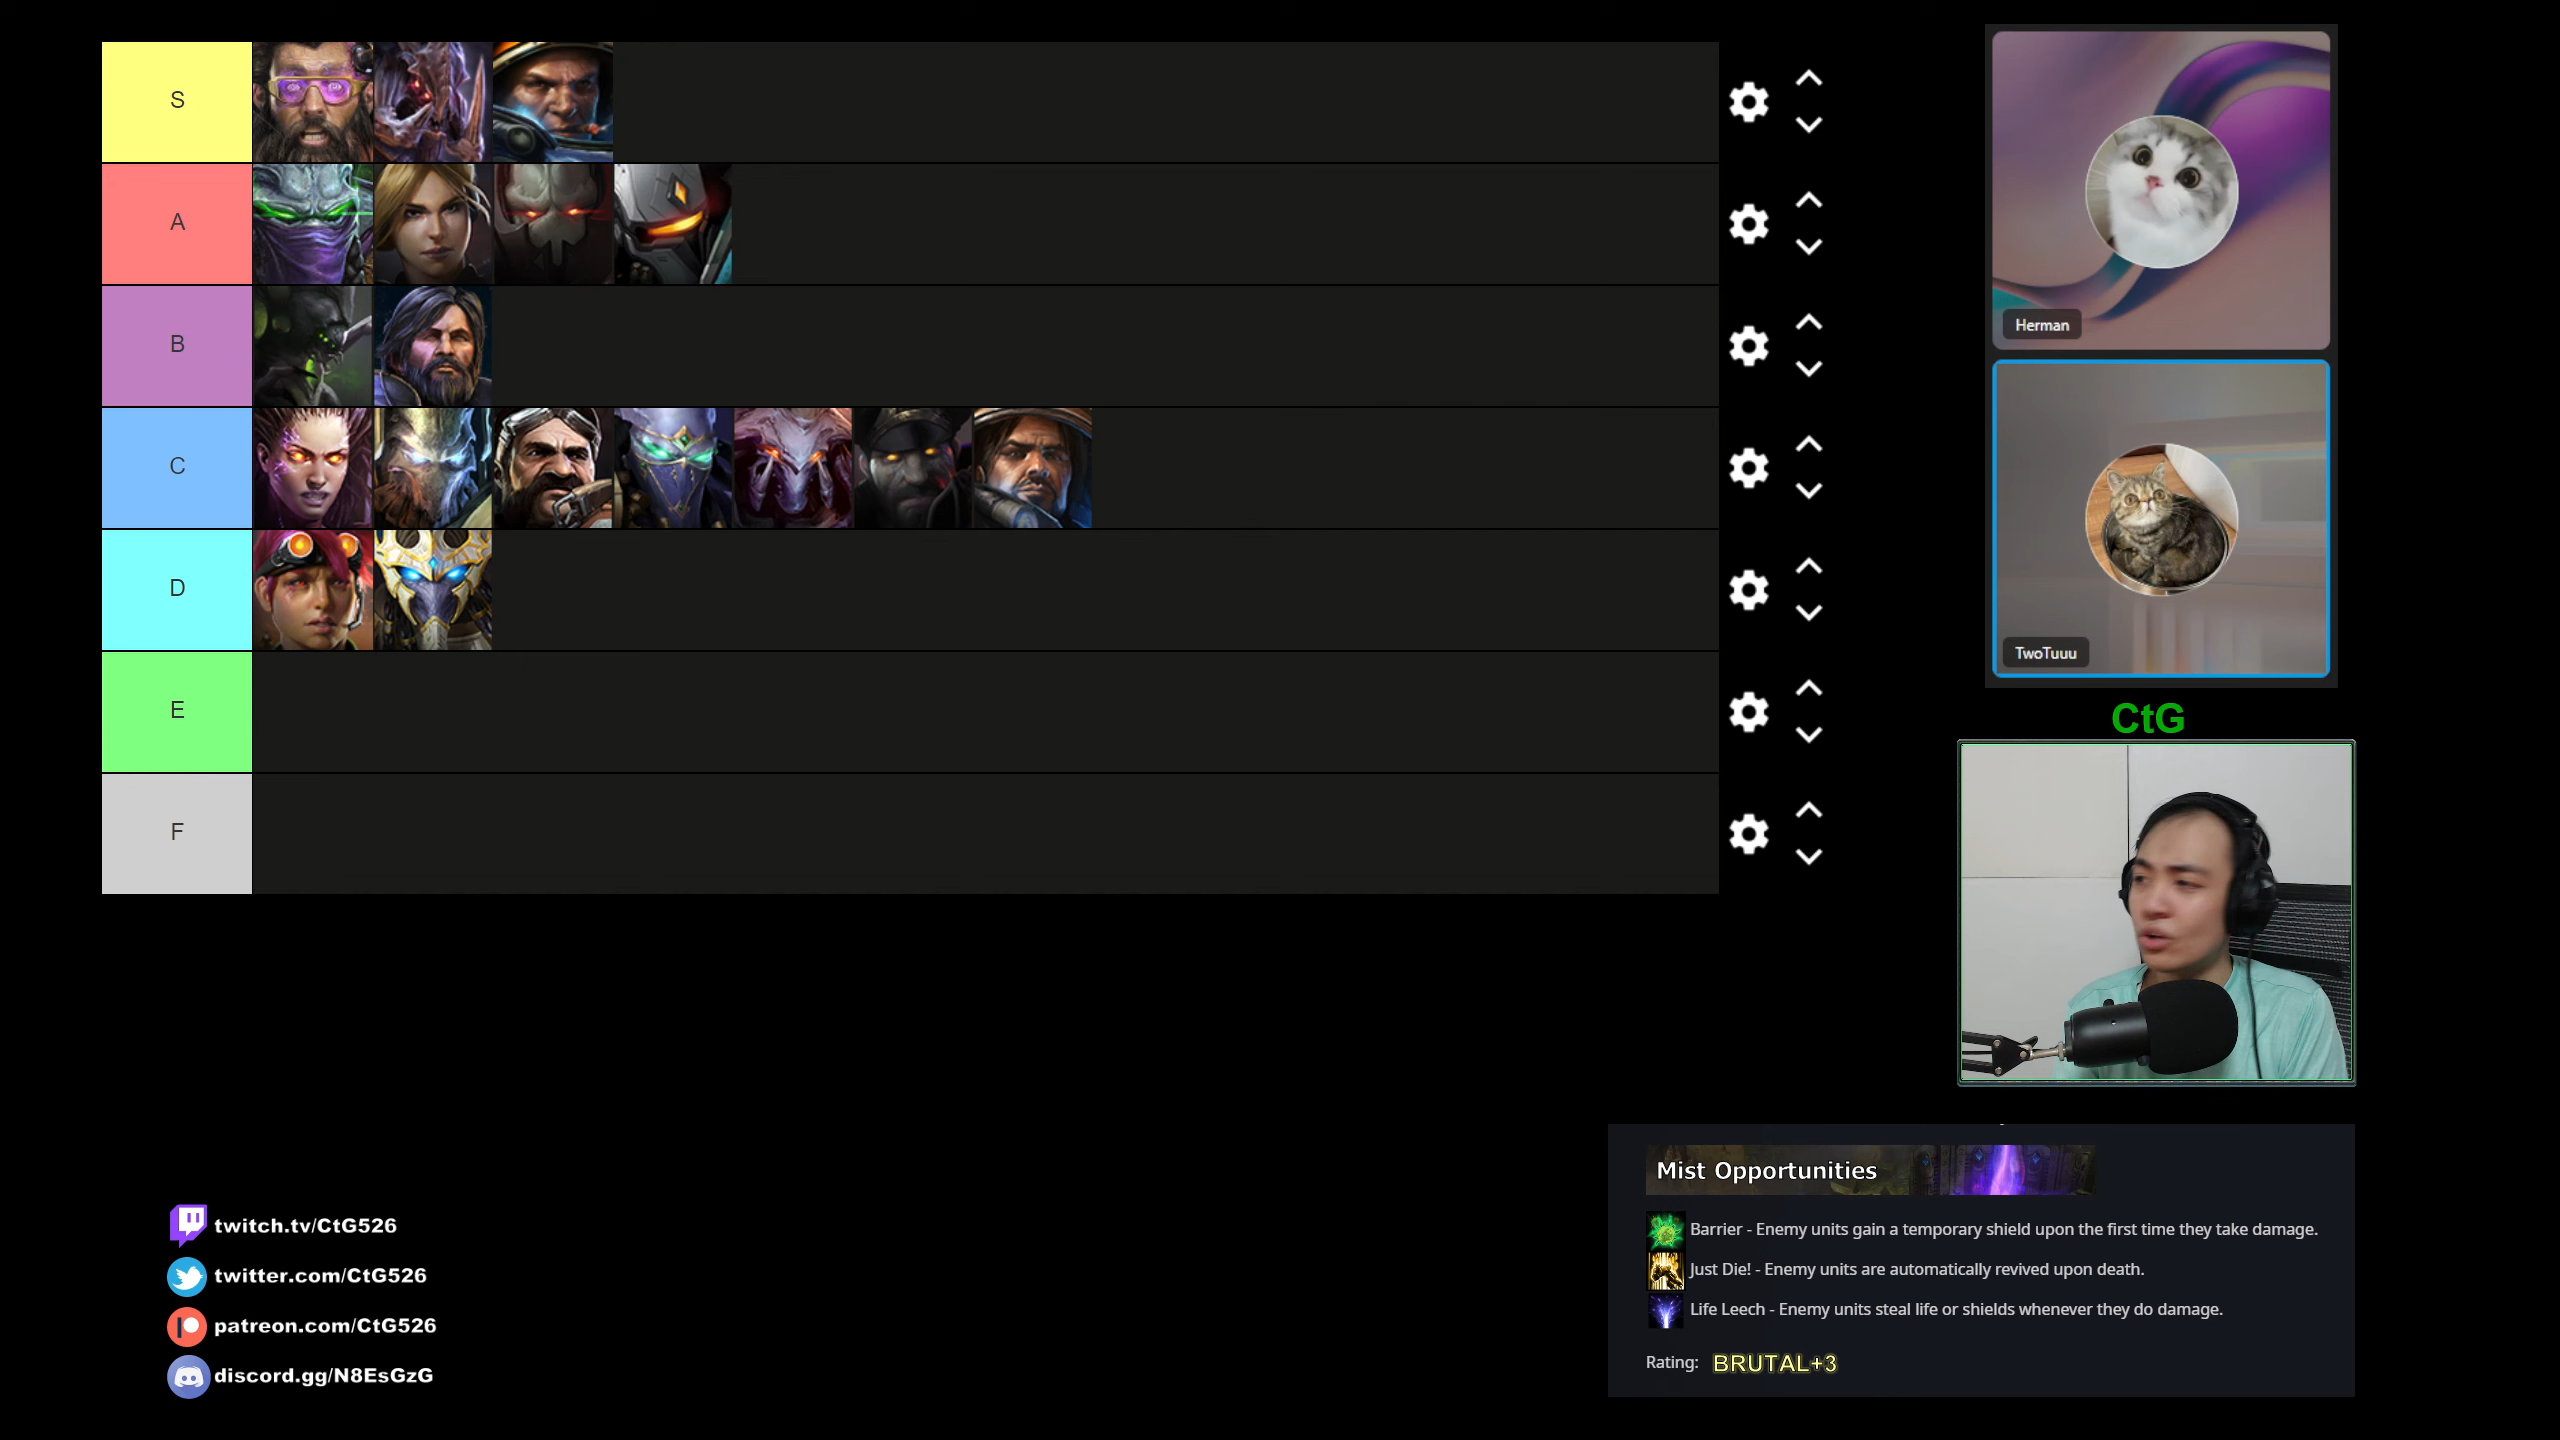 S
A
B
C
D
E
F
Herman
TwoTuuu
CtG
Mist Opportunities
Barrier - Enemy units gain a temporary shield upon the first time they take damage.
Just Die! - Enemy units are automatically revived upon death.
Life Leech - Enemy units steal life or shields whenever they do damage.
Rating: BRUTAL+3
twitch.tv/CtG526
twitter.com/CtG526
patreon.com/CtG526
discord.gg/N8EsGzG